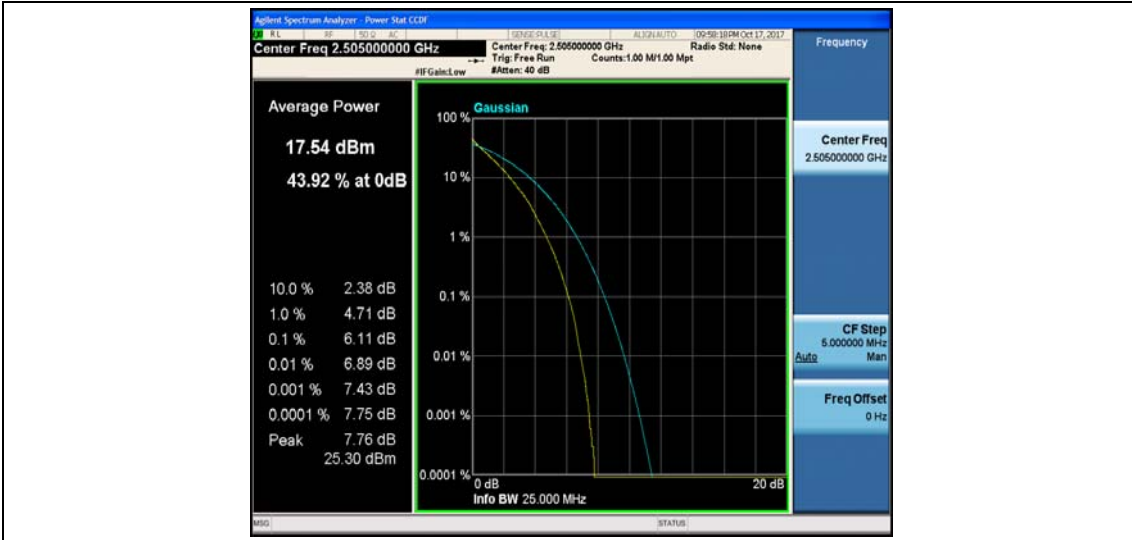 Agilent Spectrum Analyzer - Power Stat CCDF
RL RF 50 Ω AC SENSE:PULSE ALIGNAUTO 09:58:18 PM Oct 17, 2017
Center Freq 2.505000000 GHz
Center Freq: 2.505000000 GHz Radio Std: None
Trig: Free Run Counts:1.00 M/1.00 Mpt
#IFGain:Low #Atten: 40 dB
Average Power
17.54 dBm
43.92 % at 0dB
10.0 % 2.38 dB
1.0 % 4.71 dB
0.1 % 6.11 dB
0.01 % 6.89 dB
0.001 % 7.43 dB
0.0001 % 7.75 dB
Peak 7.76 dB
25.30 dBm
Gaussian
100 %
10 %
1 %
0.1 %
0.01 %
0.001 %
0.0001 %
0 dB 20 dB
Info BW 25.000 MHz
Frequency
Center Freq
2.505000000 GHz
CF Step
5.000000 MHz
Auto Man
Freq Offset
0 Hz
MSG STATUS